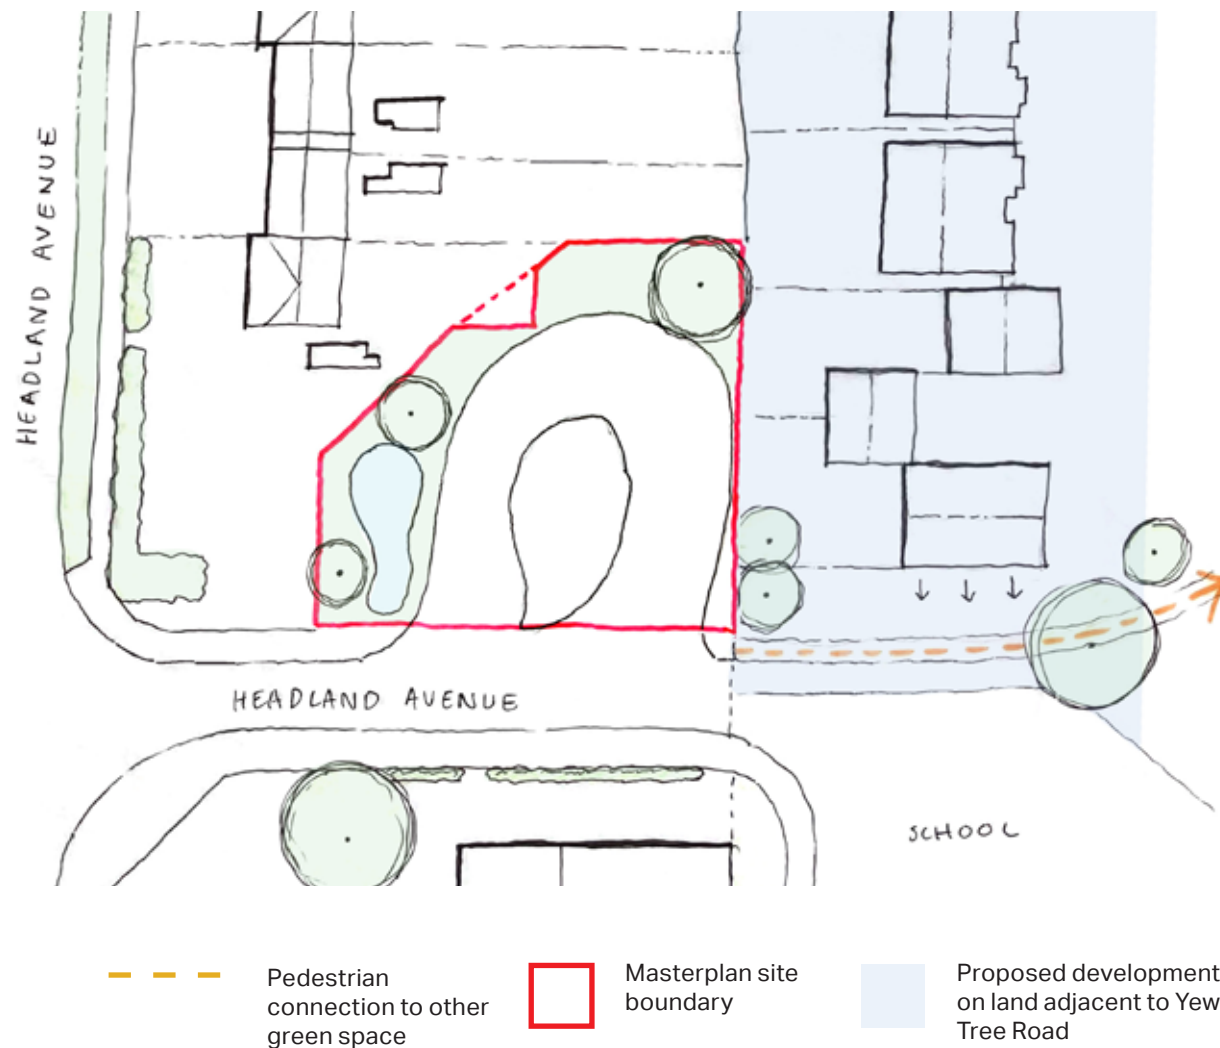 HEADLAND AVENUE
HEADLAND AVENUE
SCHOOL
Pedestrian
connection to other
green space
Masterplan site
boundary
Proposed development
on land adjacent to Yew
Tree Road